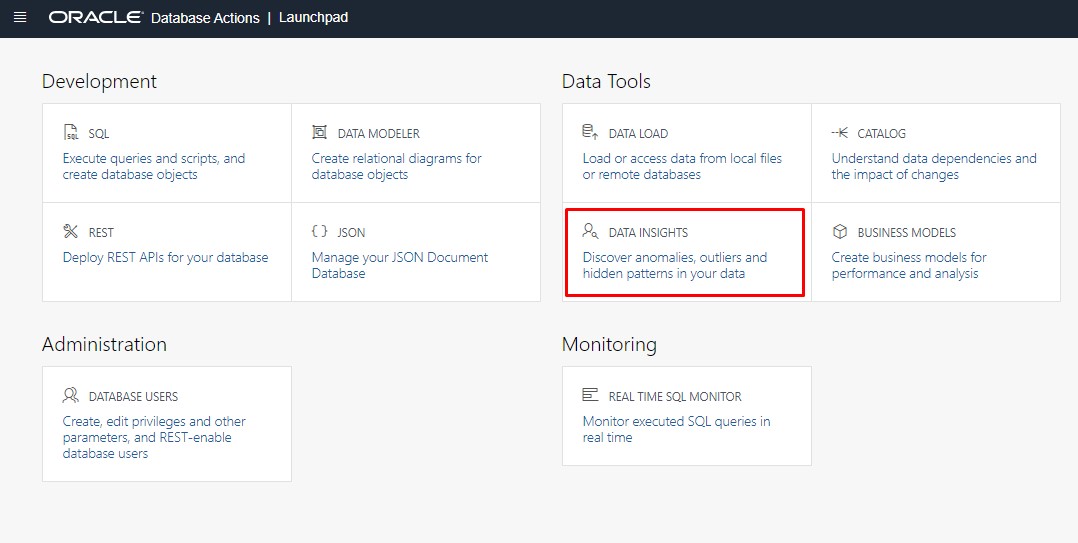 ORACLE Database Actions | Launchpad
Development
SQL
Execute queries and scripts, and
create database objects
DATA MODELER
Create relational diagrams for
database objects
REST
Deploy REST APIs for your database
{} JSON
Manage your JSON Document
Database
Data Tools
DATA LOAD
Load or access data from local files
or remote databases
CATALOG
Understand data dependencies and
the impact of changes
DATA INSIGHTS
Discover anomalies, outliers and
hidden patterns in your data
BUSINESS MODELS
Create business models for
performance and analysis
Administration
DATABASE USERS
Create, edit privileges and other
parameters, and REST-enable
database users
Monitoring
REAL TIME SQL MONITOR
Monitor executed SQL queries in
real time